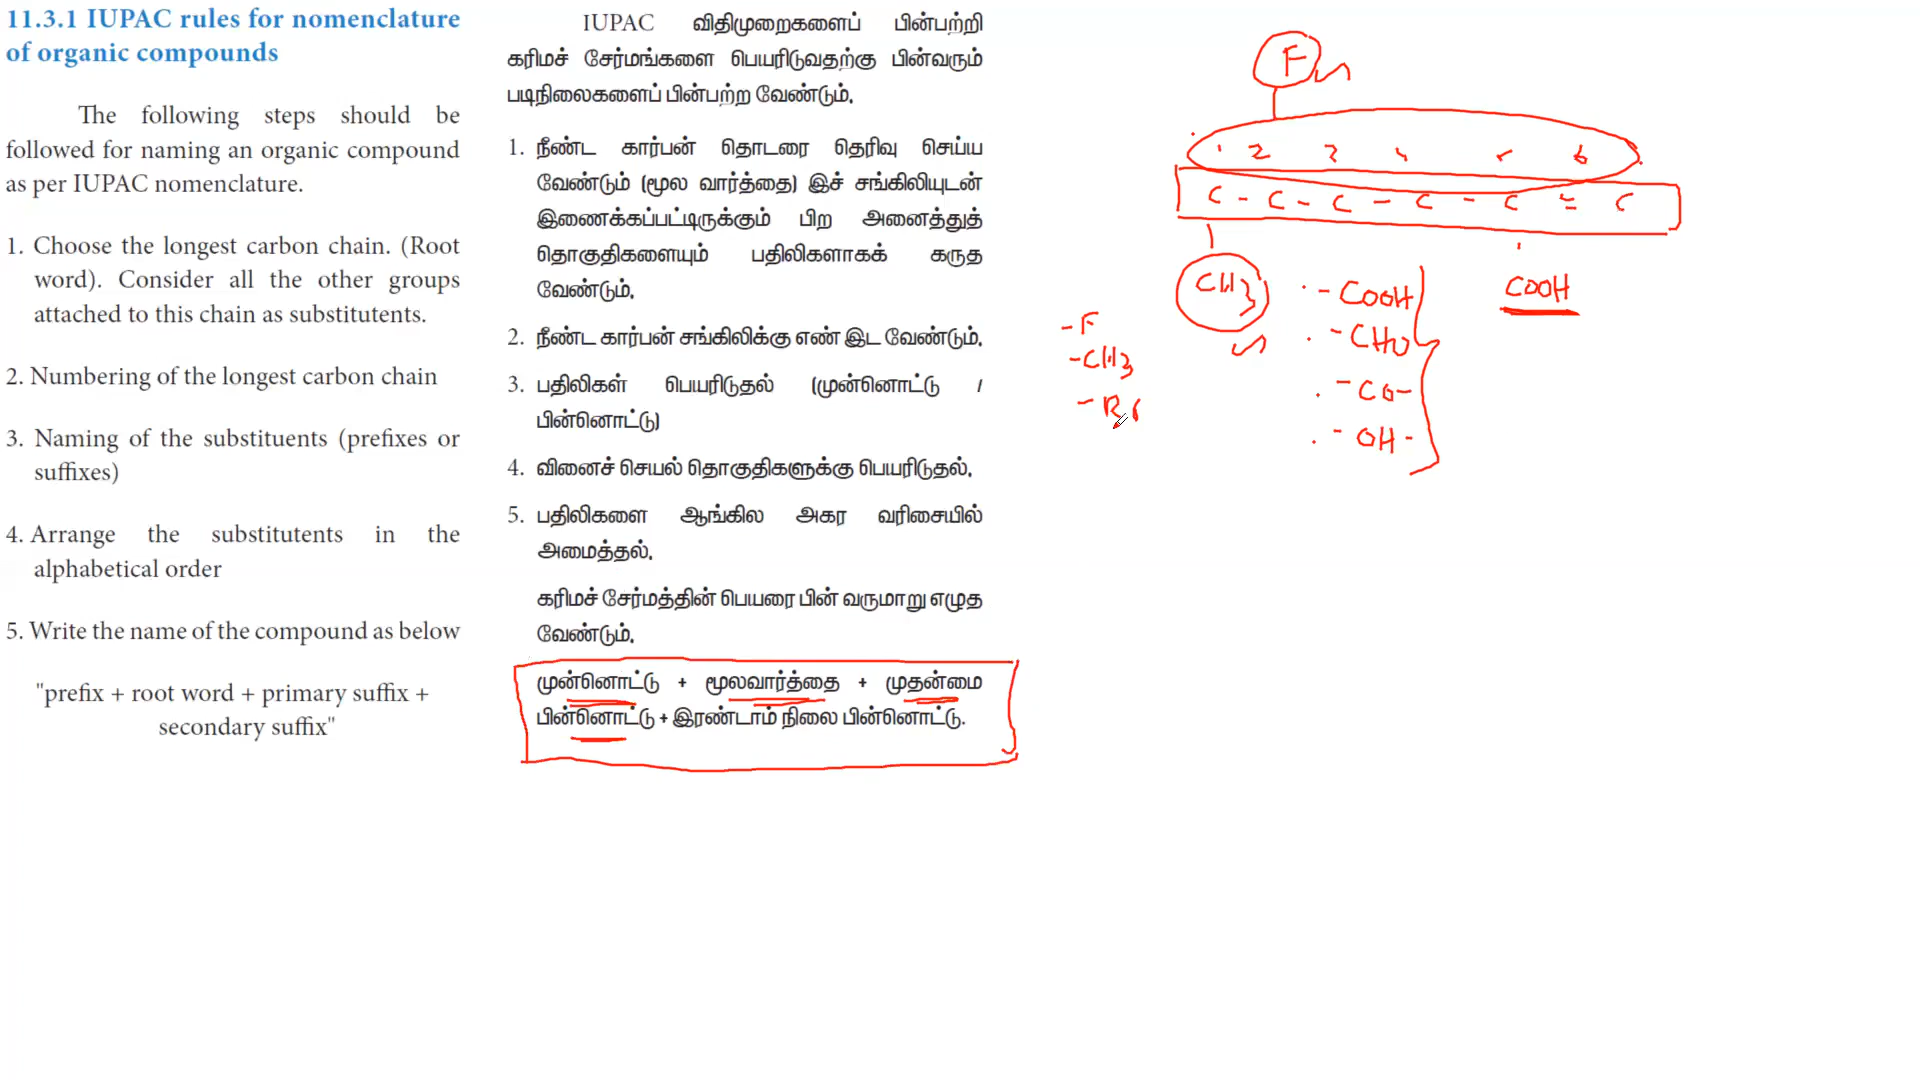 11.3.1 IUPAC rules for nomenclature
of organic compounds
The following steps should be
followed for naming an organic compound
as per IUPAC nomenclature.
1. Choose the longest carbon chain. (Root
word). Consider all the other groups
attached to this chain as substitutents.
2. Numbering of the longest carbon chain
3. Naming of the substituents (prefixes or
suffixes)
4. Arrange the substitutents in the
alphabetical order
5. Write the name of the compound as below
"prefix + root word + primary suffix +
secondary suffix"
IUPAC விதிமுறைகளைப் பின்பற்றி
கரிமச் சேர்மங்களை பெயரிடுவதற்கு பின்வரும்
படிநிலைகளைப் பின்பற்ற வேண்டும்.
1. நீண்ட கார்பன் தொடரை தெரிவு செய்ய
வேண்டும் (மூல வார்த்தை) இச் சங்கிலியுடன்
இணைக்கப்பட்டிருக்கும் பிற அனைத்துத்
தொகுதிகளையும் பதிலிகளாகக் கருத
வேண்டும்.
2. நீண்ட கார்பன் சங்கிலிக்கு எண் இட வேண்டும்.
3. பதிலிகள் பெயரிடுதல் (முன்னொட்டு /
பின்னொட்டு)
4. வினைச் செயல் தொகுதிகளுக்கு பெயரிடுதல்.
5. பதிலிகளை ஆங்கில அகர வரிசையில்
அமைத்தல்.
கரிமச் சேர்மத்தின் பெயரை பின் வருமாறு எழுத
வேண்டும்.
முன்னொட்டு + மூலவார்த்தை + முதன்மை
பின்னொட்டு + இரண்டாம் நிலை பின்னொட்டு.
F
1 2 3 4 5 6
C - C - C - C - C = C
CH3
- COOH
- CHO
- CO -
- OH -
COOH
- F
- CH3
- Br